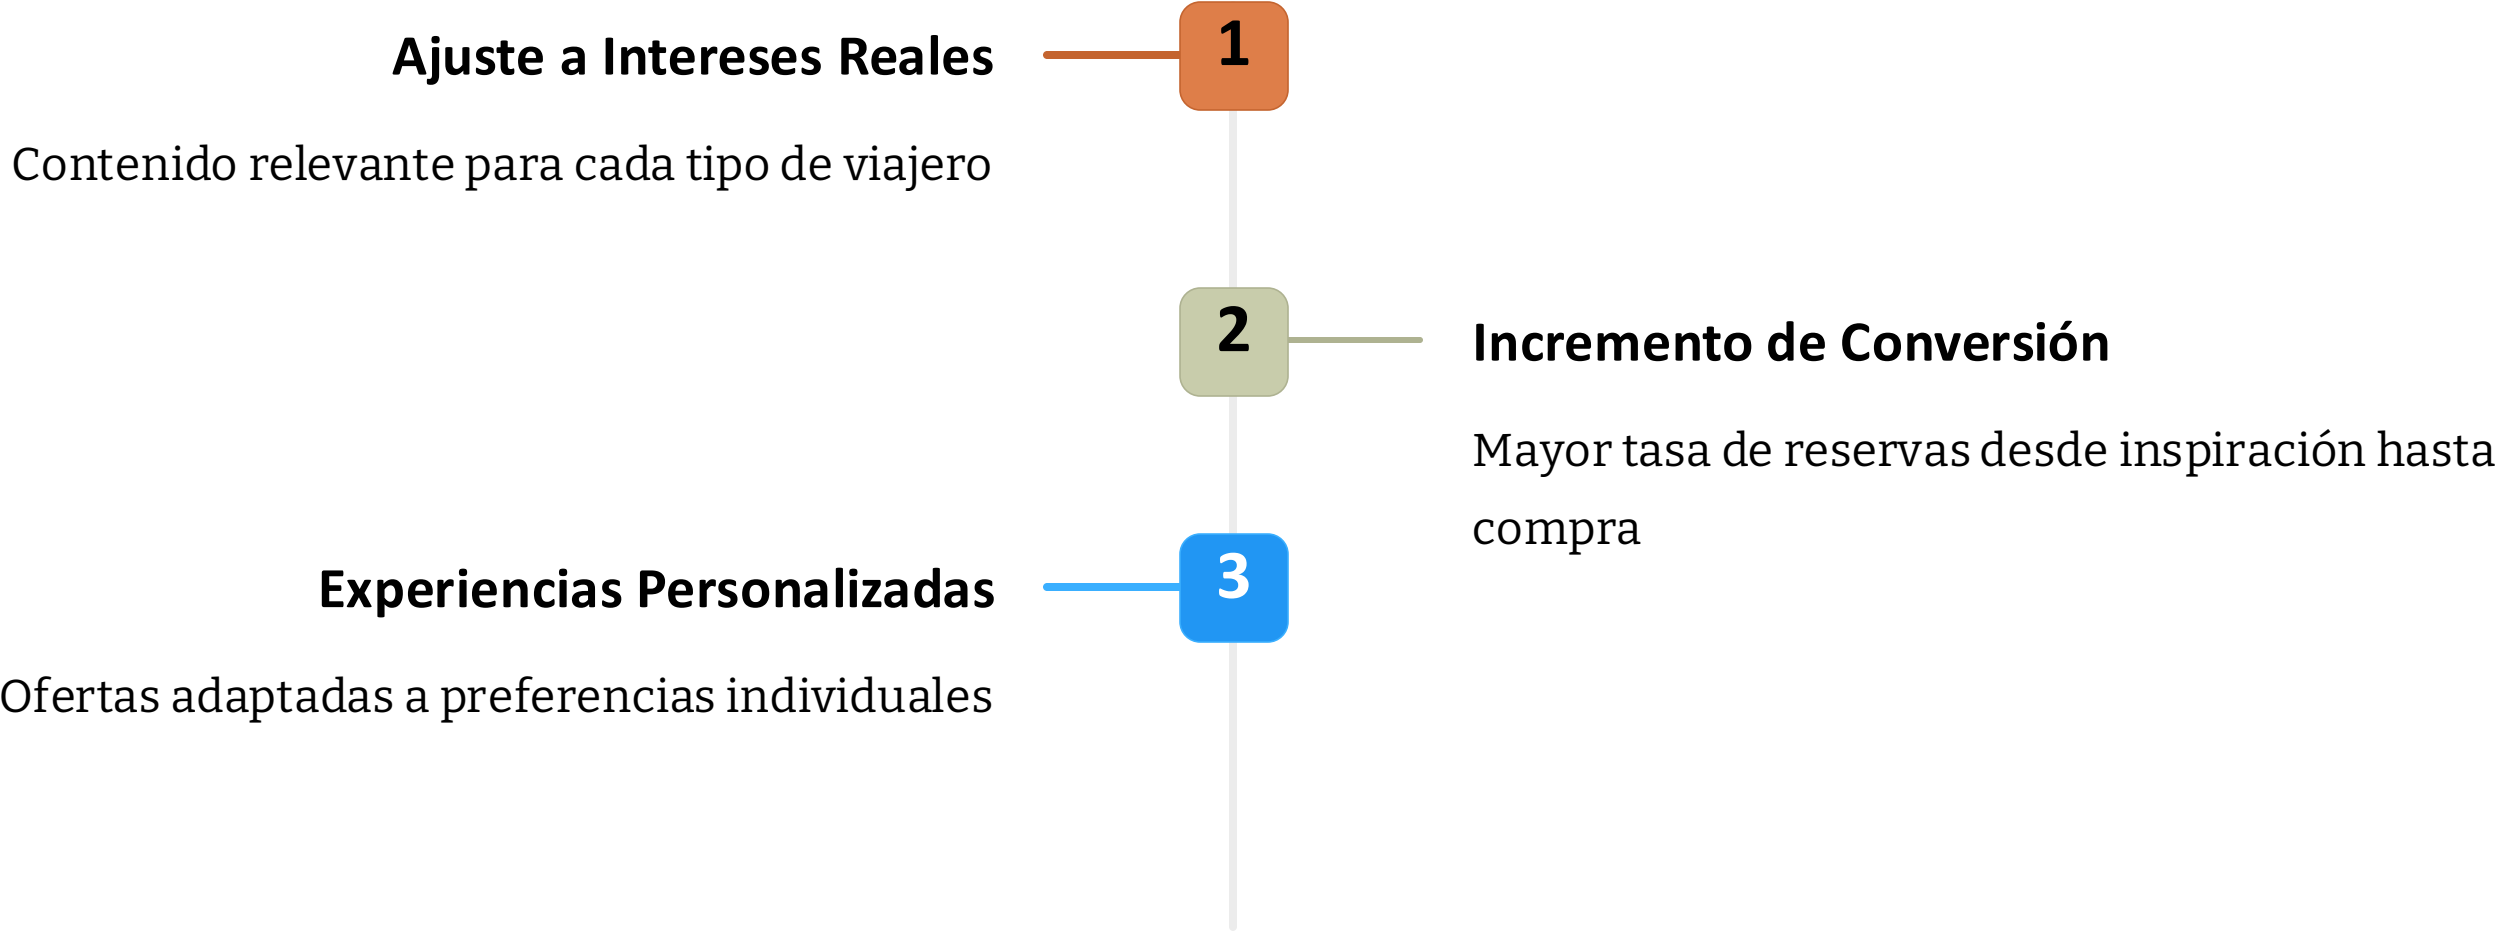 1
Ajuste a Intereses Reales
Contenido relevante para cada tipo de viajero
2
Incremento de Conversión
Mayor tasa de reservas desde inspiración hasta
compra
3
Experiencias Personalizadas
Ofertas adaptadas a preferencias individuales